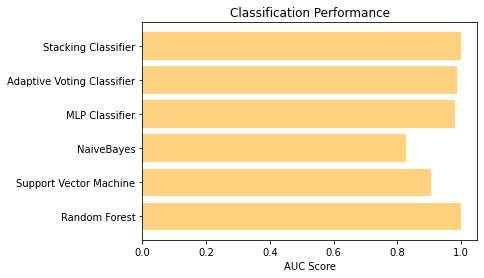 Classification Performance
Stacking Classifier
Adaptive Voting Classifier
MLP Classifier
NaiveBayes
Support Vector Machine
Random Forest
0.0 0.2 0.4 0.6 0.8 1.0
AUC Score